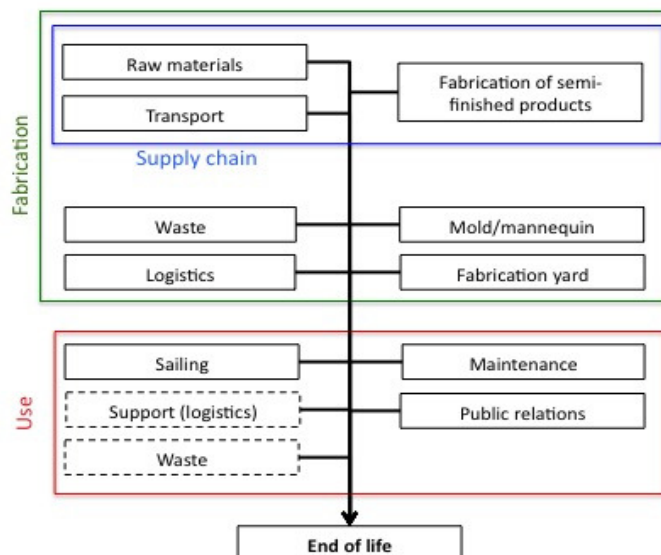 Raw materials
Fabrication of semi-
finished products
Transport
Supply chain
Fabrication
Waste
Mold/mannequin
Logistics
Fabrication yard
Sailing
Maintenance
Support (logistics)
Public relations
Use
Waste
End of life